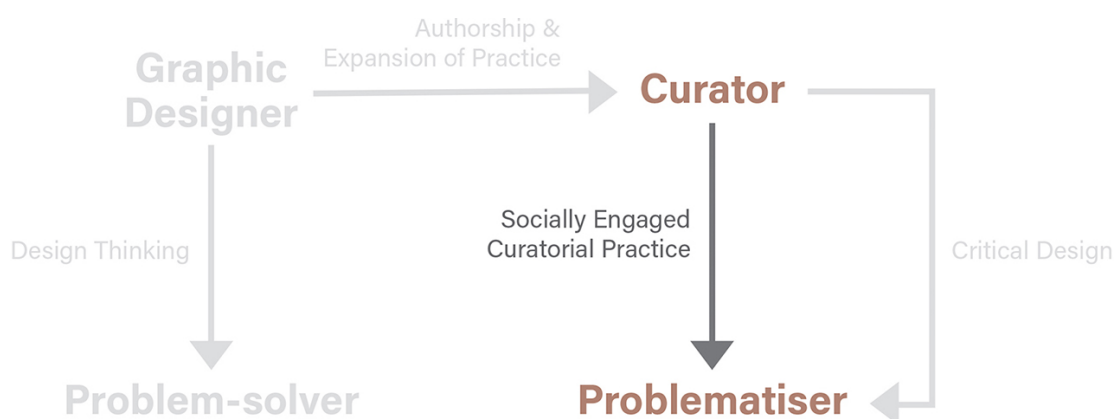 Authorship &
Expansion of Practice
Graphic
Designer
Curator
Socially Engaged
Curatorial Practice
Design Thinking
Critical Design
Problem-solver
Problematiser